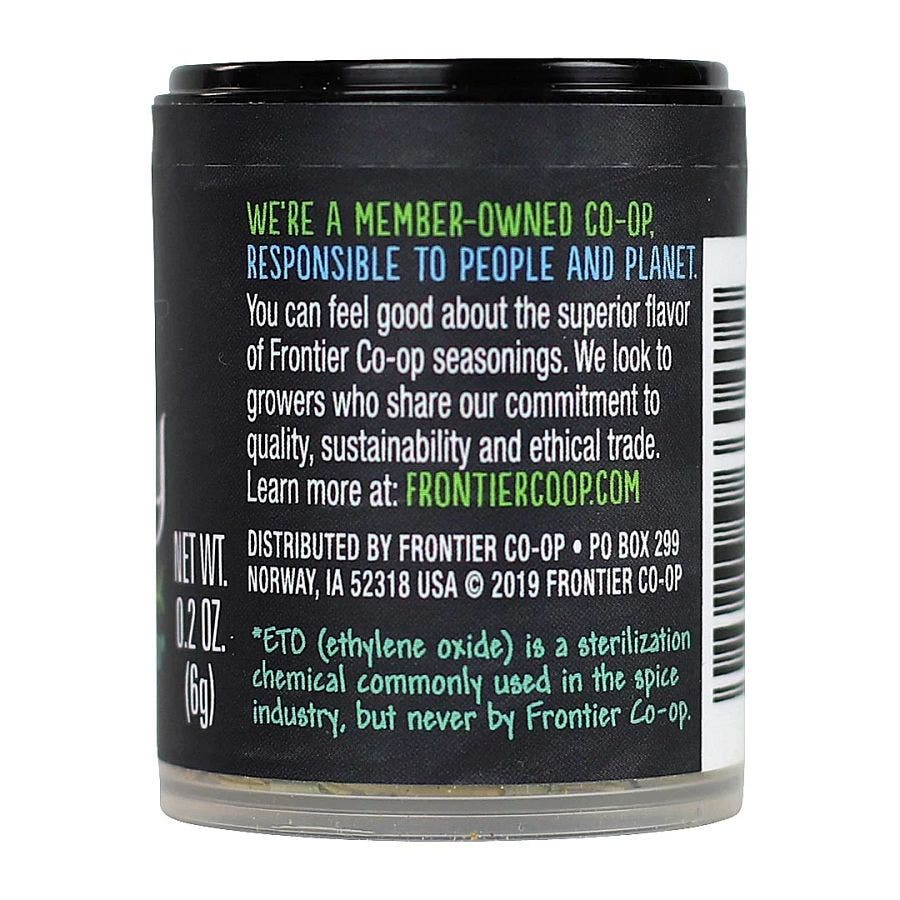 WE'RE A MEMBER-OWNED CO-OP,
RESPONSIBLE TO PEOPLE AND PLANET.
You can feel good about the superior flavor
of Frontier Co-op seasonings. We look to
growers who share our commitment to
quality, sustainability and ethical trade.
Learn more at: FRONTIERCOOP.COM
DISTRIBUTED BY FRONTIER CO-OP • PO BOX 299
NORWAY, IA 52318 USA © 2019 FRONTIER CO-OP
*ETO (ethylene oxide) is a sterilization
chemical commonly used in the spice
industry, but never by Frontier Co-op.
NET WT.
0.2 OZ.
(6g)